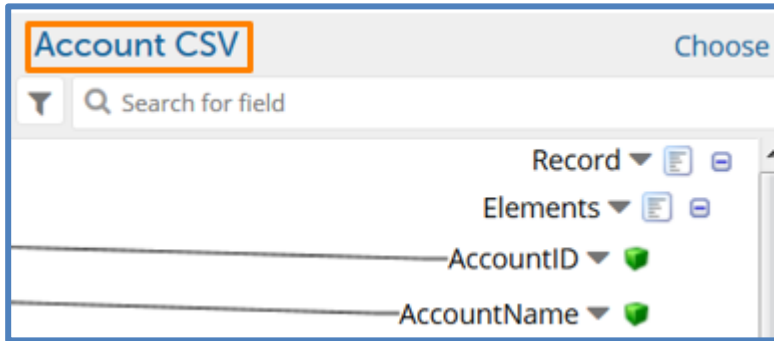 Account CSV Choose
Search for field
Record
Elements
AccountID
AccountName